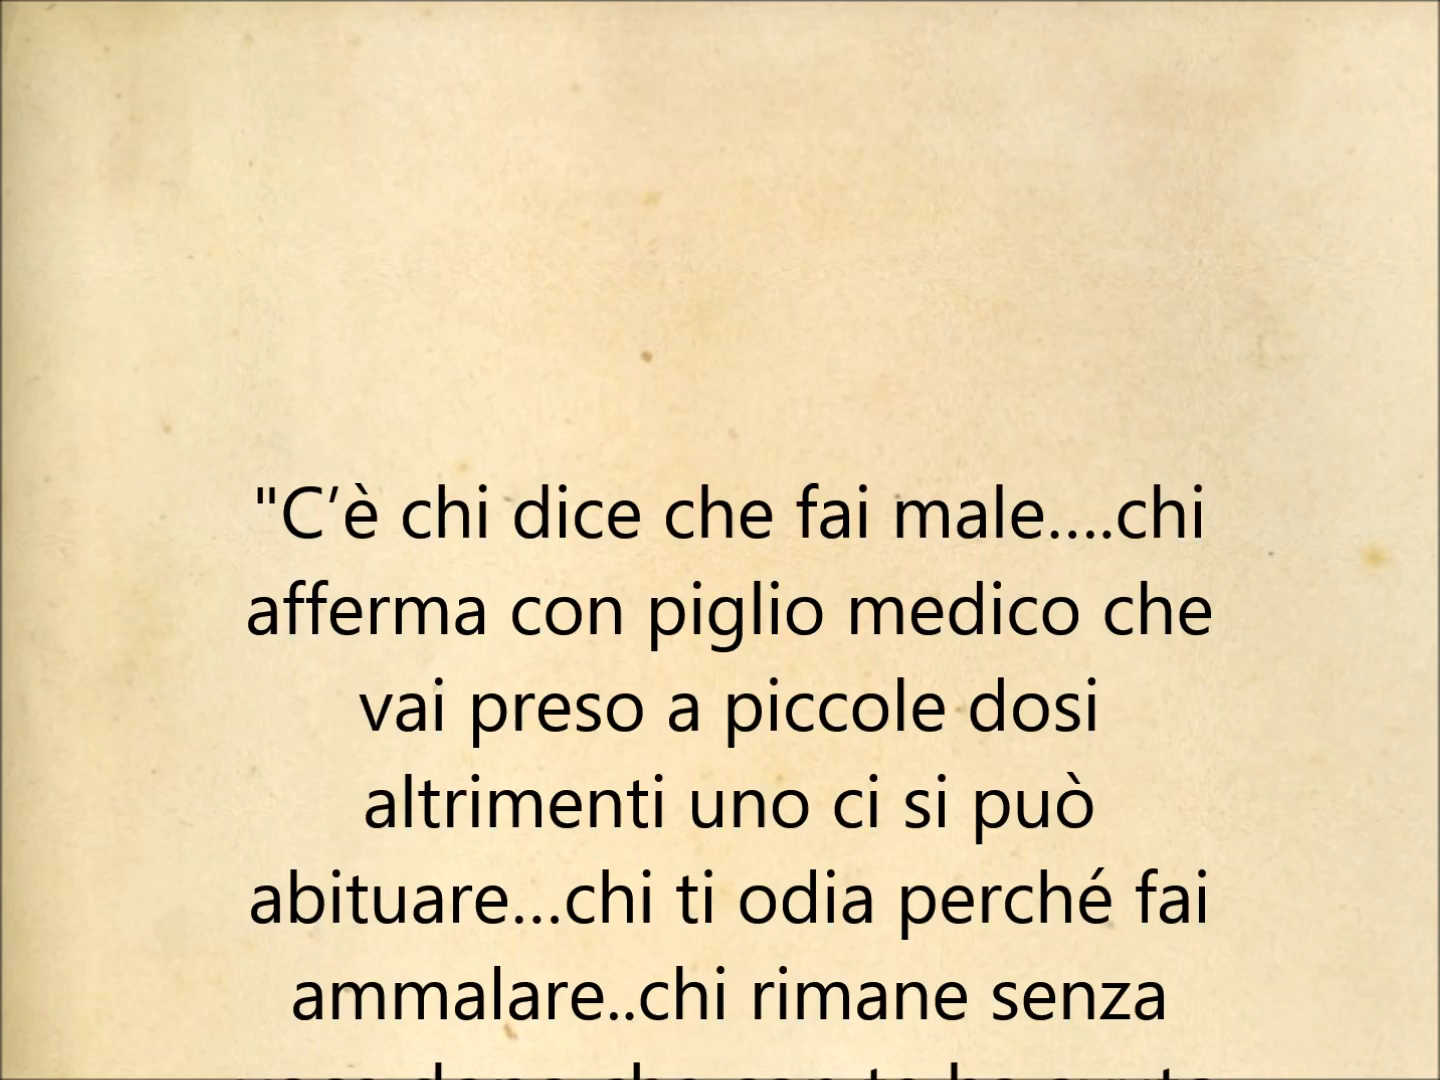 "C’è chi dice che fai male....chi
afferma con piglio medico che
vai preso a piccole dosi
altrimenti uno ci si può
abituare...chi ti odia perché fai
ammalare..chi rimane senza